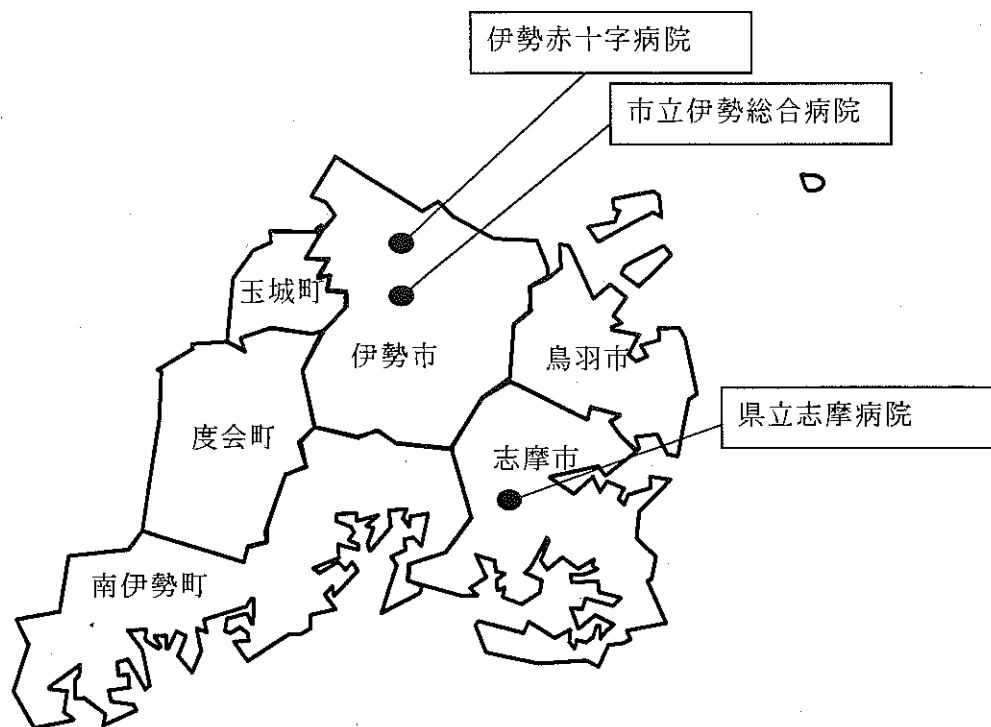 伊勢赤十字病院
市立伊勢総合病院
玉城町
伊勢市
鳥羽市
県立志摩病院
度会町
志摩市
南伊勢町